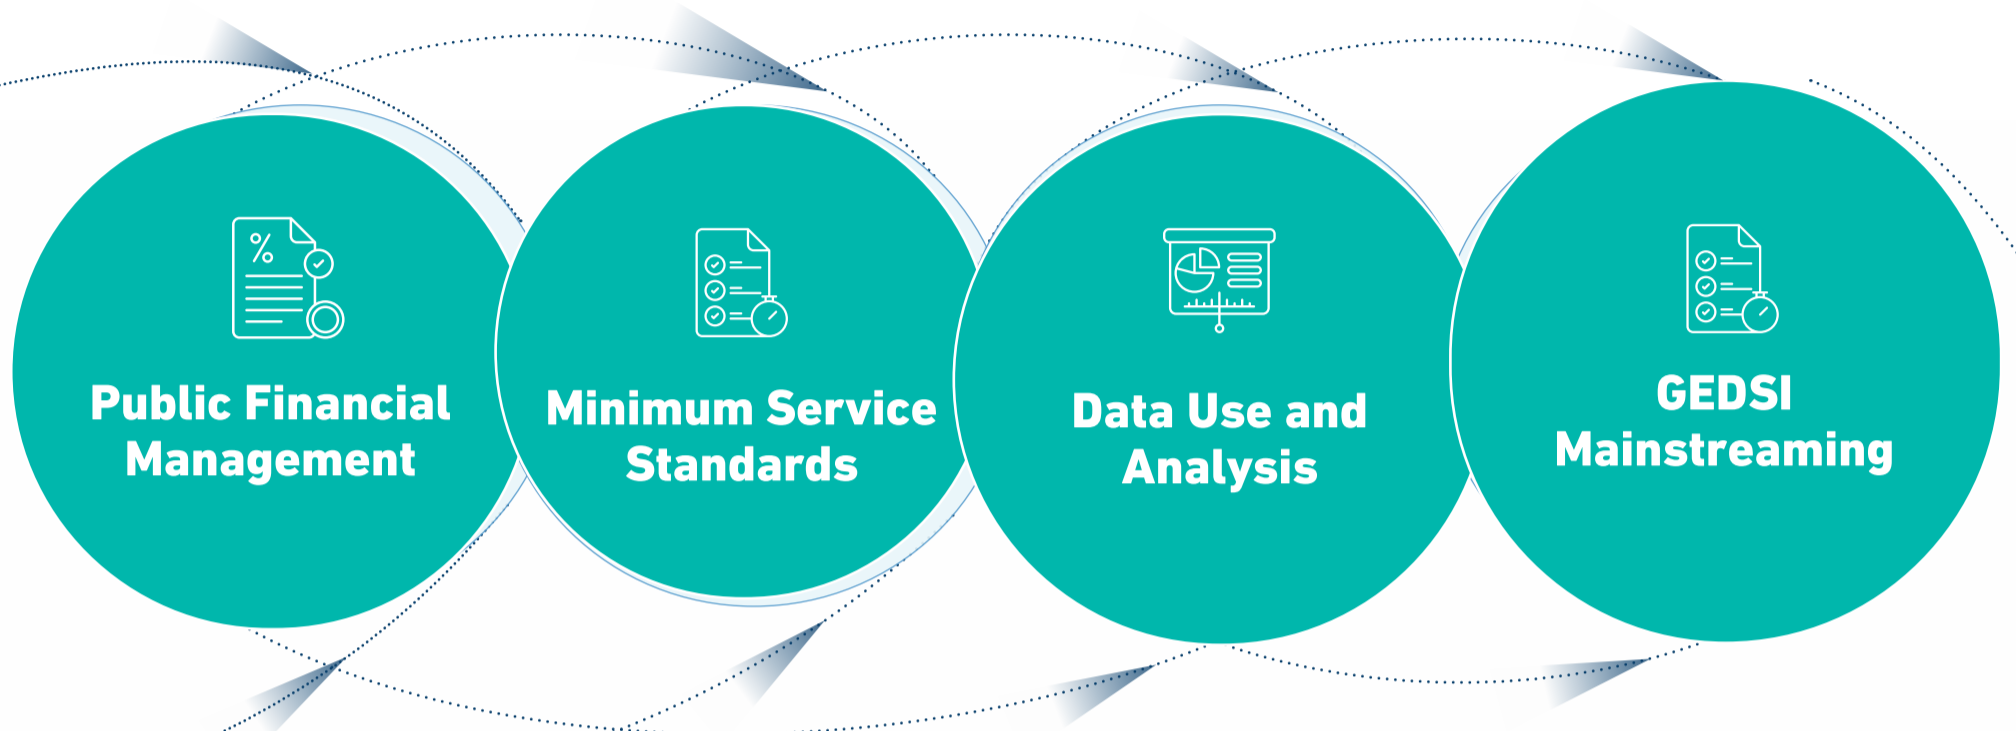 Public Financial
Management
Minimum Service
Standards
Data Use and
Analysis
GEDSI
Mainstreaming